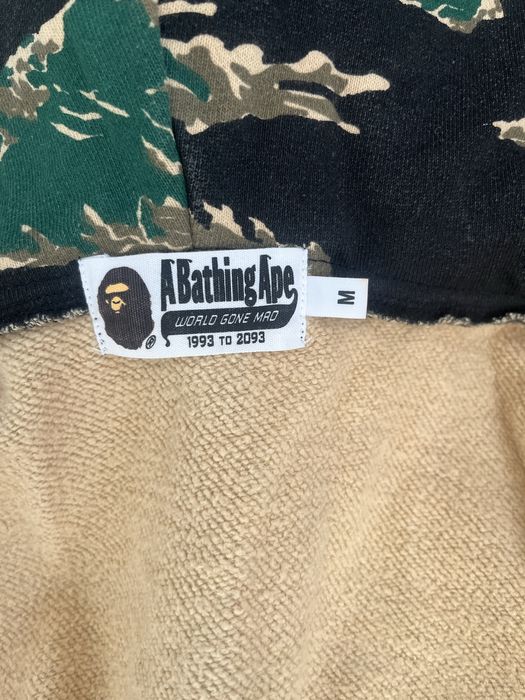 A Bathing Ape
WORLD GONE MAD
1993 TO 2093
®
M